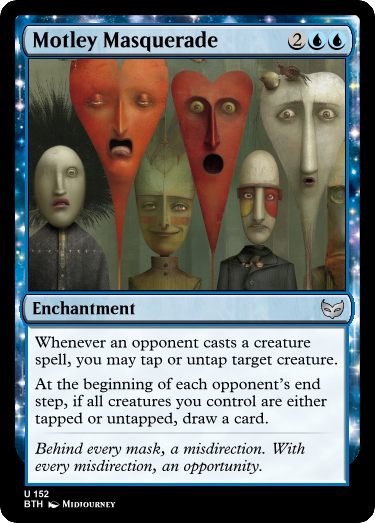 Motley Masquerade 2
Enchantment
Whenever an opponent casts a creature
spell, you may tap or untap target creature.
At the beginning of each opponent's end
step, if all creatures you control are either
tapped or untapped, draw a card.
Behind every mask, a misdirection. With
every misdirection, an opportunity.
U 152
BTH Midjourney